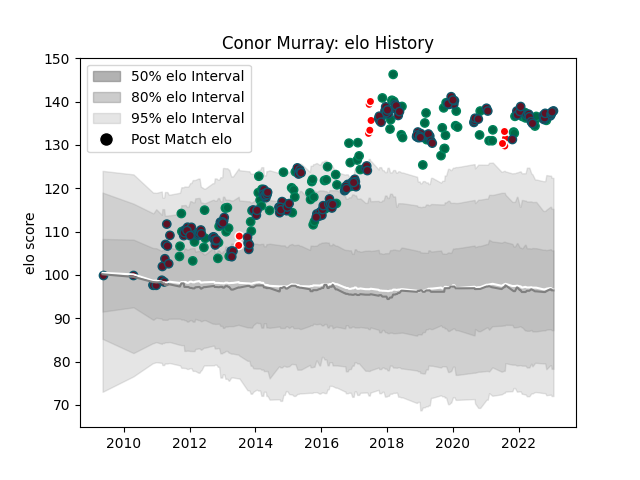 Conor Murray: elo History
50% elo Interval
80% elo Interval
95% elo Interval
Post Match elo
elo score
150
140
130
120
110
100
90
80
70
2010 2012 2014 2016 2018 2020 2022